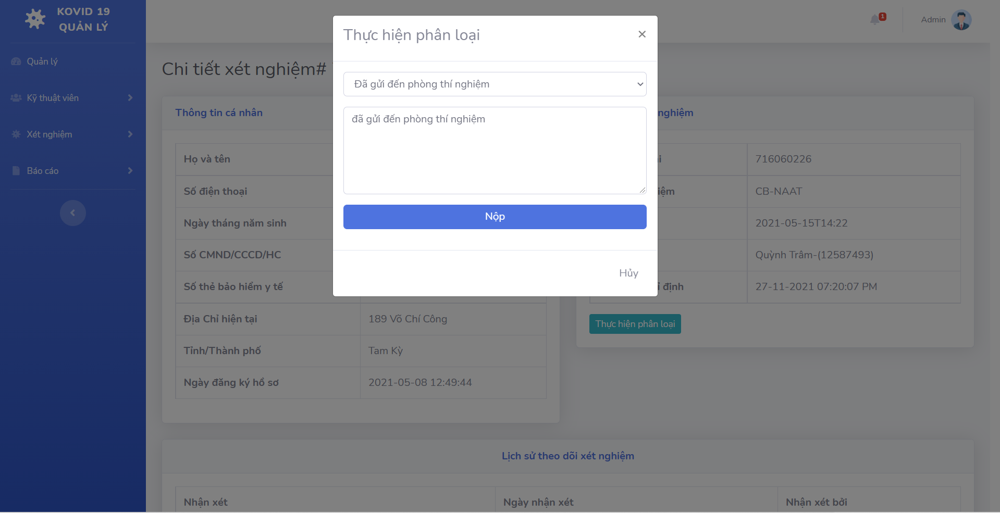 KOVID 19
QUẢN LÝ
Quản lý
Kỹ thuật viên
Xét nghiệm
Báo cáo
1
Admin
Chi tiết xét nghiệm#
Thực hiện phân loại
×
Đã gửi đến phòng thí nghiệm
đã gửi đến phòng thí nghiệm
Nộp
Hủy
Thông tin cá nhân
Họ và tên
Số điện thoại
Ngày tháng năm sinh
Số CMND/CCCD/HC
Số thẻ bảo hiểm y tế
Địa Chỉ hiện tại
189 Võ Chí Công
Tỉnh/Thành phố
Tam Kỳ
Ngày đăng ký hồ sơ
2021-05-08 12:49:44
nghiệm
716060226
CB-NAAT
2021-05-15T14:22
Quỳnh Trâm-(12587493)
định
27-11-2021 07:20:07 PM
Thực hiện phân loại
Lịch sử theo dõi xét nghiệm
Nhận xét
Ngày nhận xét
Nhận xét bởi